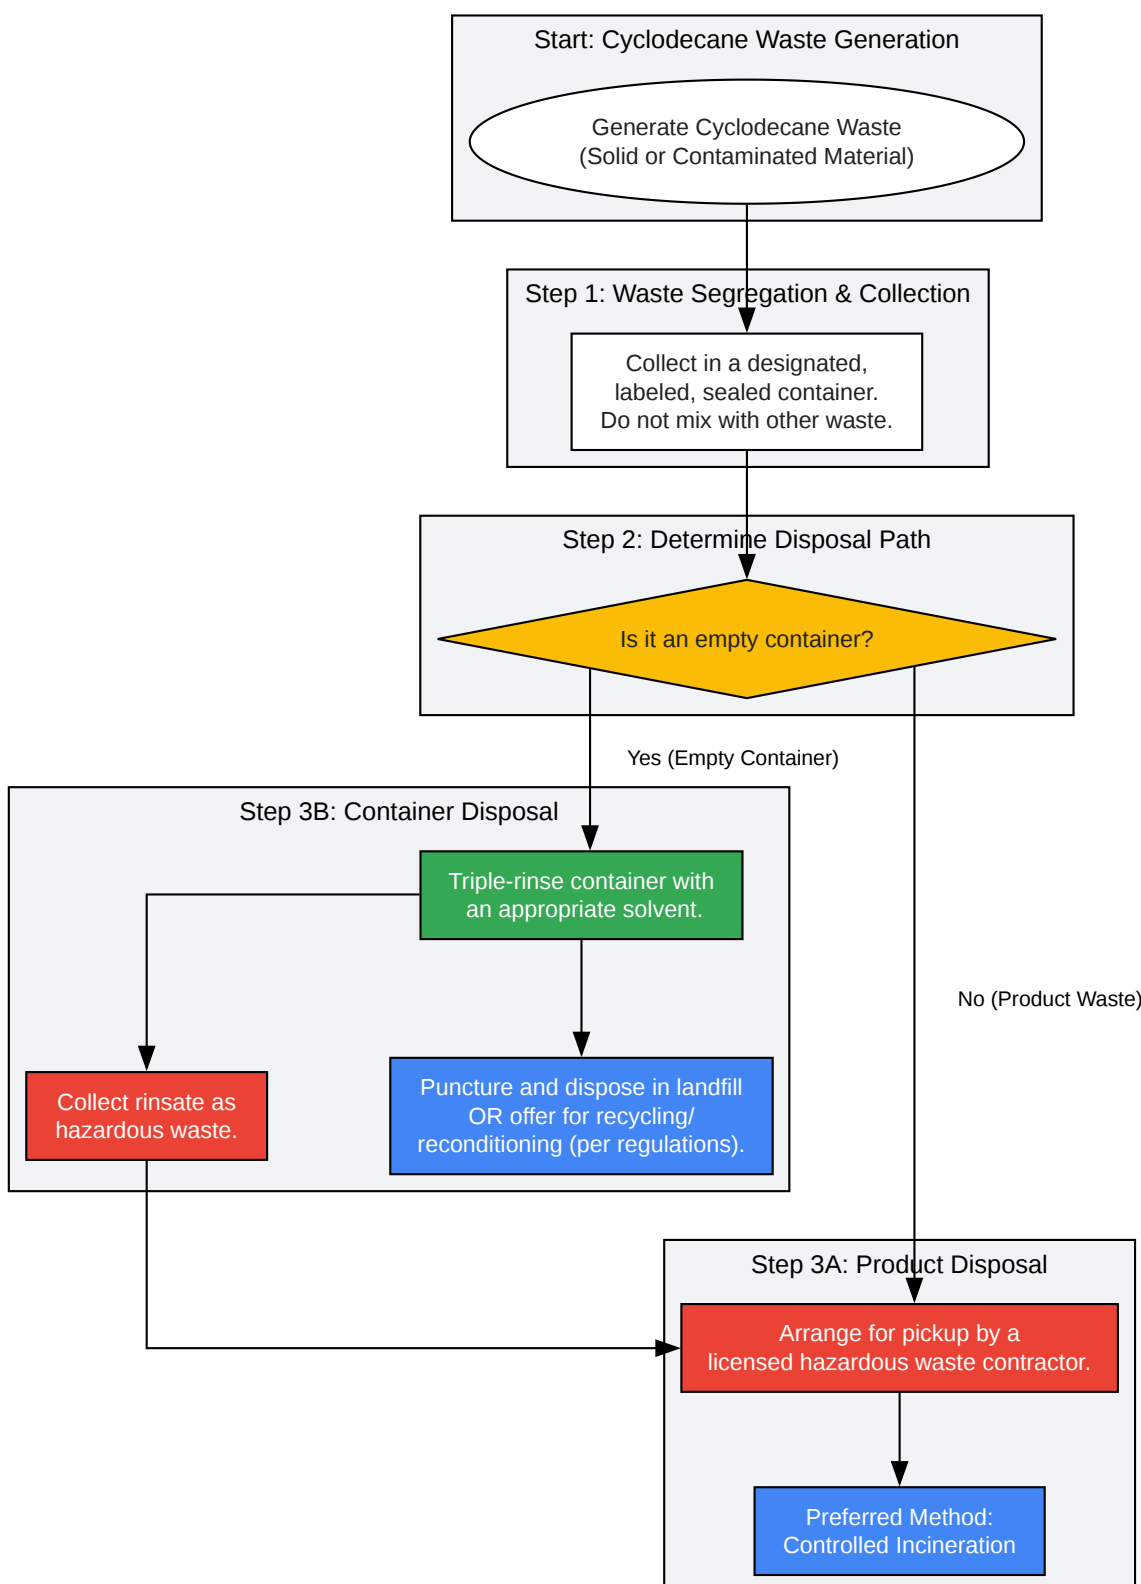 Start: Cyclodecane Waste Generation
Generate Cyclodecane Waste
(Solid or Contaminated Material)
Step 1: Waste Segregation & Collection
Collect in a designated,
labeled, sealed container.
Do not mix with other waste.
Step 2: Determine Disposal Path
Is it an empty container?
Yes (Empty Container)
Step 3B: Container Disposal
Triple-rinse container with
an appropriate solvent.
No (Product Waste)
Collect rinsate as
hazardous waste.
Puncture and dispose in landfill
OR offer for recycling/
reconditioning (per regulations).
Step 3A: Product Disposal
Arrange for pickup by a
licensed hazardous waste contractor.
Preferred Method:
Controlled Incineration